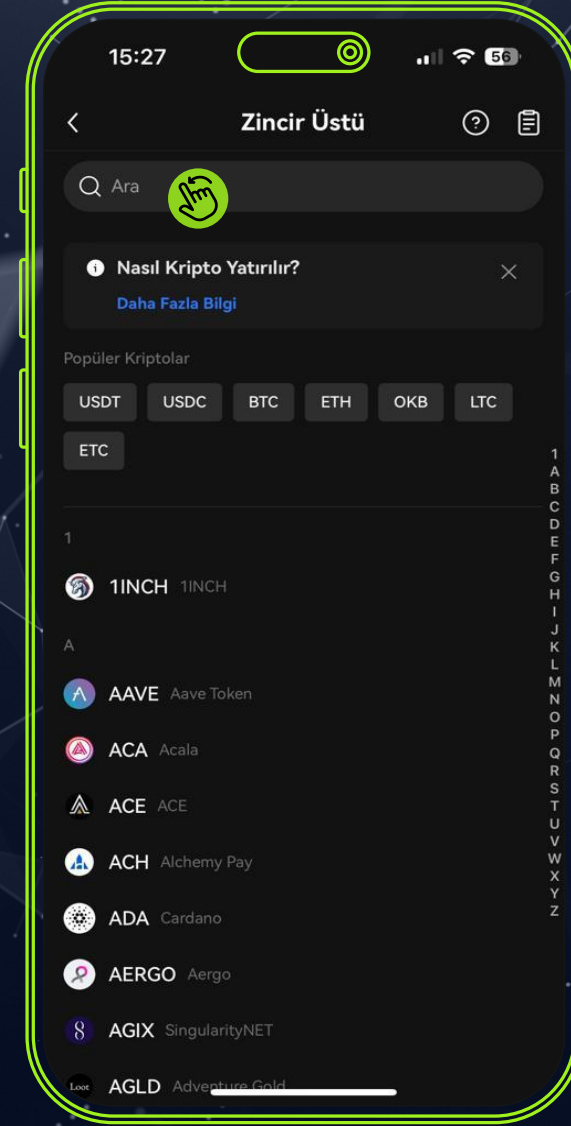 15:27
56
Zincir Üstü
Ara
Nasıl Kripto Yatırılır?
Daha Fazla Bilgi
Popüler Kriptolar
USDT USDC BTC ETH OKB LTC
ETC
1
1INCH 1INCH
A
AAVE Aave Token
ACA Acala
ACE ACE
ACH Alchemy Pay
ADA Cardano
AERGO Aergo
AGIX SingularityNET
Loot AGLD Adventure Gold
1
A
B
C
D
E
F
G
H
I
J
K
L
M
N
O
P
Q
R
S
T
U
V
W
X
Y
Z